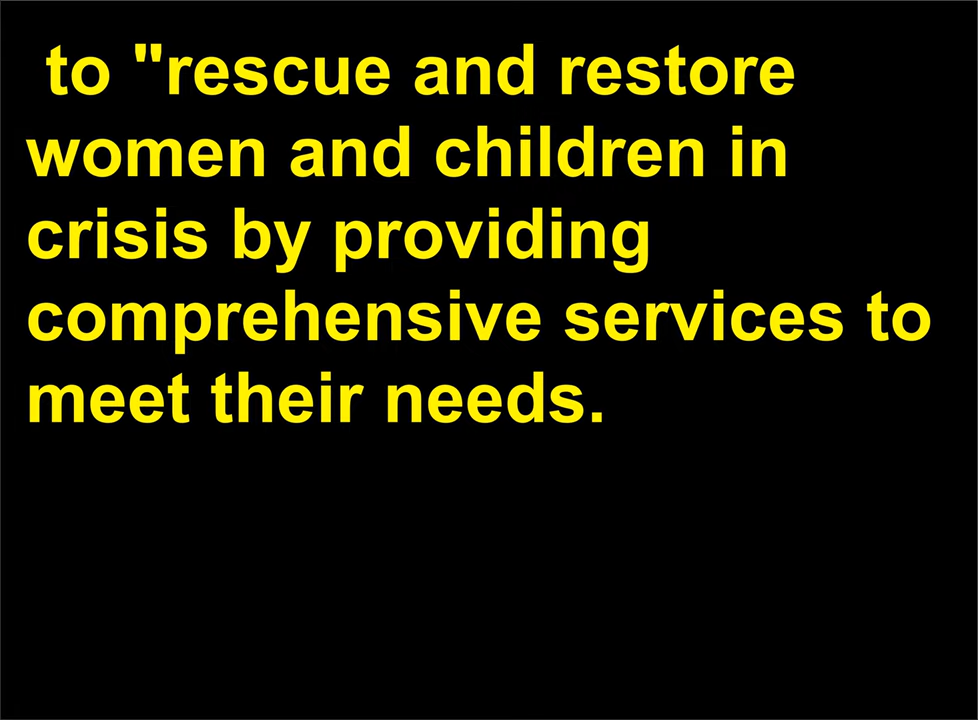 to "rescue and restore
women and children in
crisis by providing
comprehensive services to
meet their needs.